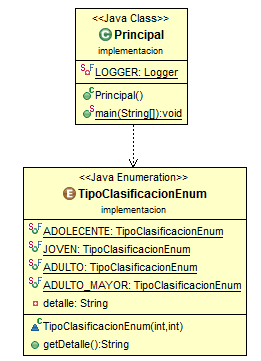 <<Java Class>>
Principal
implementacion
LOGGER: Logger
Principal()
main(String[]):void
<<Java Enumeration>>
TipoClasificacionEnum
implementacion
ADOLECENTE: TipoClasificacionEnum
JOVEN: TipoClasificacionEnum
ADULTO: TipoClasificacionEnum
ADULTO_MAYOR: TipoClasificacionEnum
detalle: String
TipoClasificacionEnum(int,int)
getDetalle():String